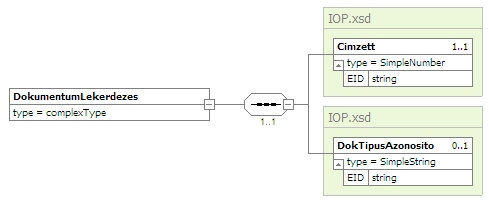 IOP.xsd
Cimzett 1..1
type = SimpleNumber
EID string
DokumentumLekerdezes
type = complexType
1..1
IOP.xsd
DokTipusAzonosito 0..1
type = SimpleString
EID string